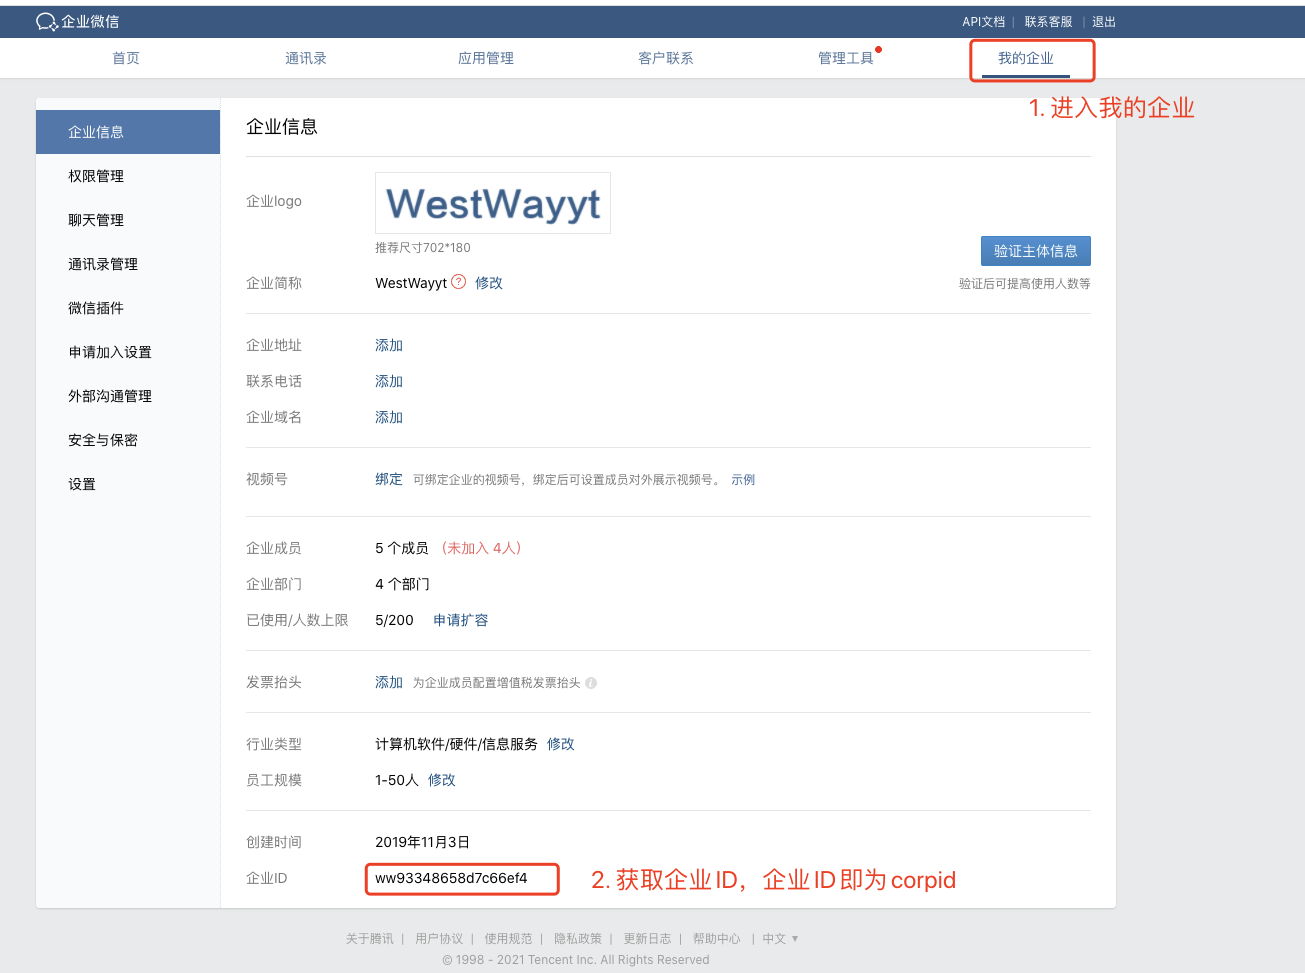 企业微信
API文档 | 联系客服 | 退出
首页 通讯录 应用管理 客户联系 管理工具 我的企业
1. 进入我的企业
企业信息
权限管理
聊天管理
通讯录管理
微信插件
申请加入设置
外部沟通管理
安全与保密
设置
企业信息
企业logo WestWayyt
推荐尺寸702*180
验证主体信息
企业简称 WestWayyt ? 修改
验证后可提高使用人数等
企业地址 添加
联系电话 添加
企业域名 添加
视频号 绑定 可绑定企业的视频号，绑定后可设置成员对外展示视频号。 示例
企业成员 5 个成员 （未加入 4人）
企业部门 4 个部门
已使用/人数上限 5/200 申请扩容
发票抬头 添加 为企业成员配置增值税发票抬头 i
行业类型 计算机软件/硬件/信息服务 修改
员工规模 1-50人 修改
创建时间 2019年11月3日
企业ID ww93348658d7c66ef4
2. 获取企业ID，企业ID即为corpid
关于腾讯 | 用户协议 | 使用规范 | 隐私政策 | 更新日志 | 帮助中心 | 中文 ▼
© 1998 - 2021 Tencent Inc. All Rights Reserved